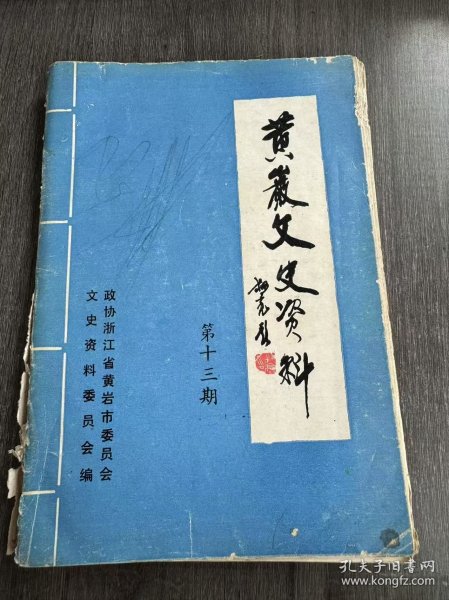 黄巖文史资料
第十三期
政协浙江省黄岩市委员会
文史资料委员会编
孔夫子旧书网
www.kongfz.com